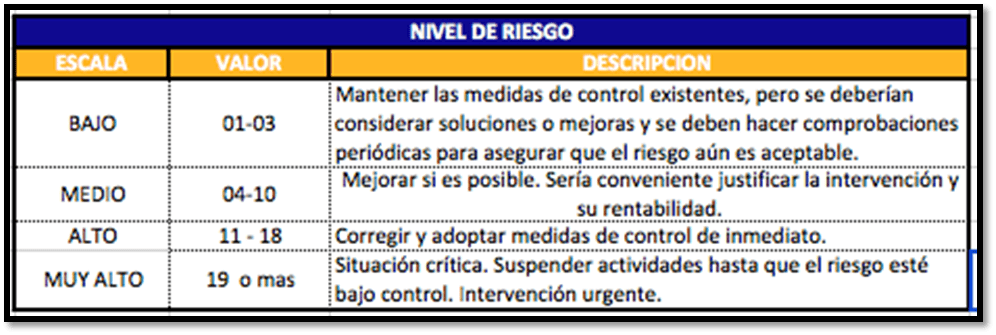 NIVEL DE RIESGO
ESCALA VALOR DESCRIPCION
BAJO 01-03 Mantener las medidas de control existentes, pero se deberían
considerar soluciones o mejoras y se deben hacer comprobaciones
periódicas para asegurar que el riesgo aún es aceptable.
MEDIO 04-10 Mejorar si es posible. Sería conveniente justificar la intervención y
su rentabilidad.
ALTO 11 - 18 Corregir y adoptar medidas de control de inmediato.
MUY ALTO 19 o mas Situación crítica. Suspender actividades hasta que el riesgo esté
bajo control. Intervención urgente.